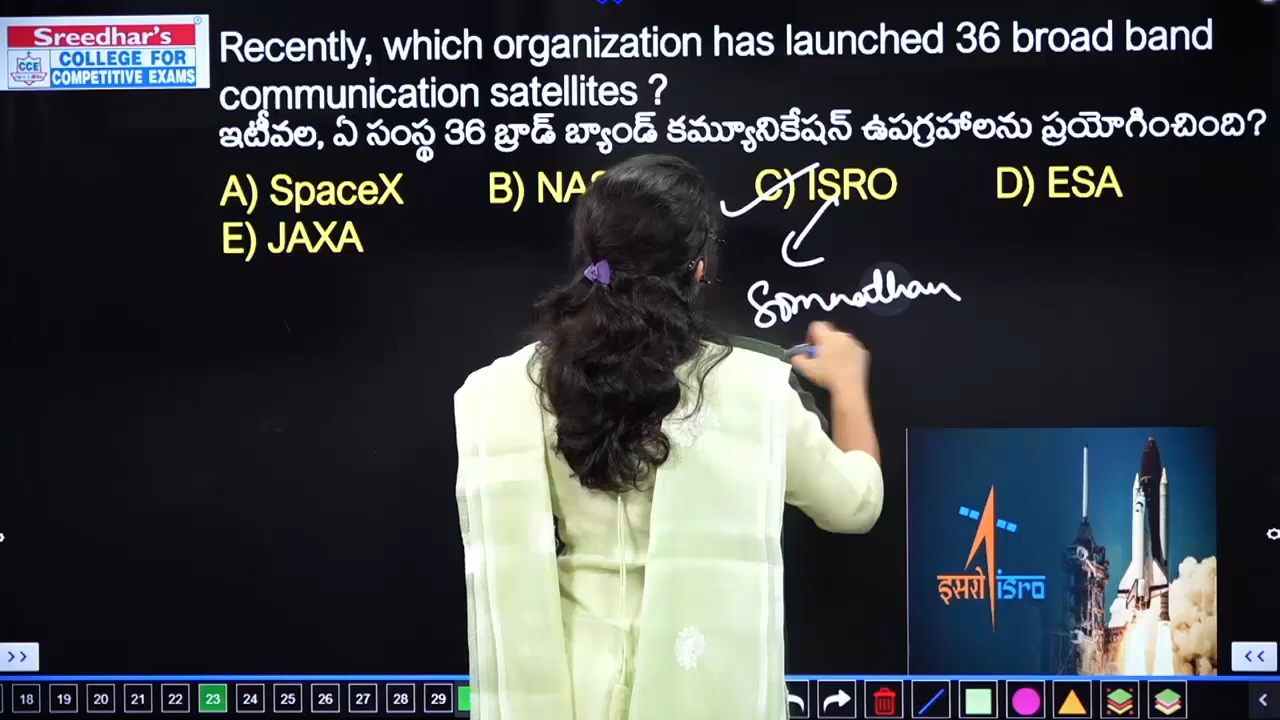 Sreedhar's
CCE
COLLEGE FOR
COMPETITIVE EXAMS
Recently, which organization has launched 36 broad band
communication satellites ?
ఇటీవల, ఏ సంస్థ 36 బ్రాడ్ బ్యాండ్ కమ్యూనికేషన్ ఉపగ్రహాలను ప్రయోగించింది?
A) SpaceX B) NAS C) ISRO D) ESA
E) JAXA
Somnathan
इसरो isro
>> <<
18 19 20 21 22 23 24 25 26 27 28 29